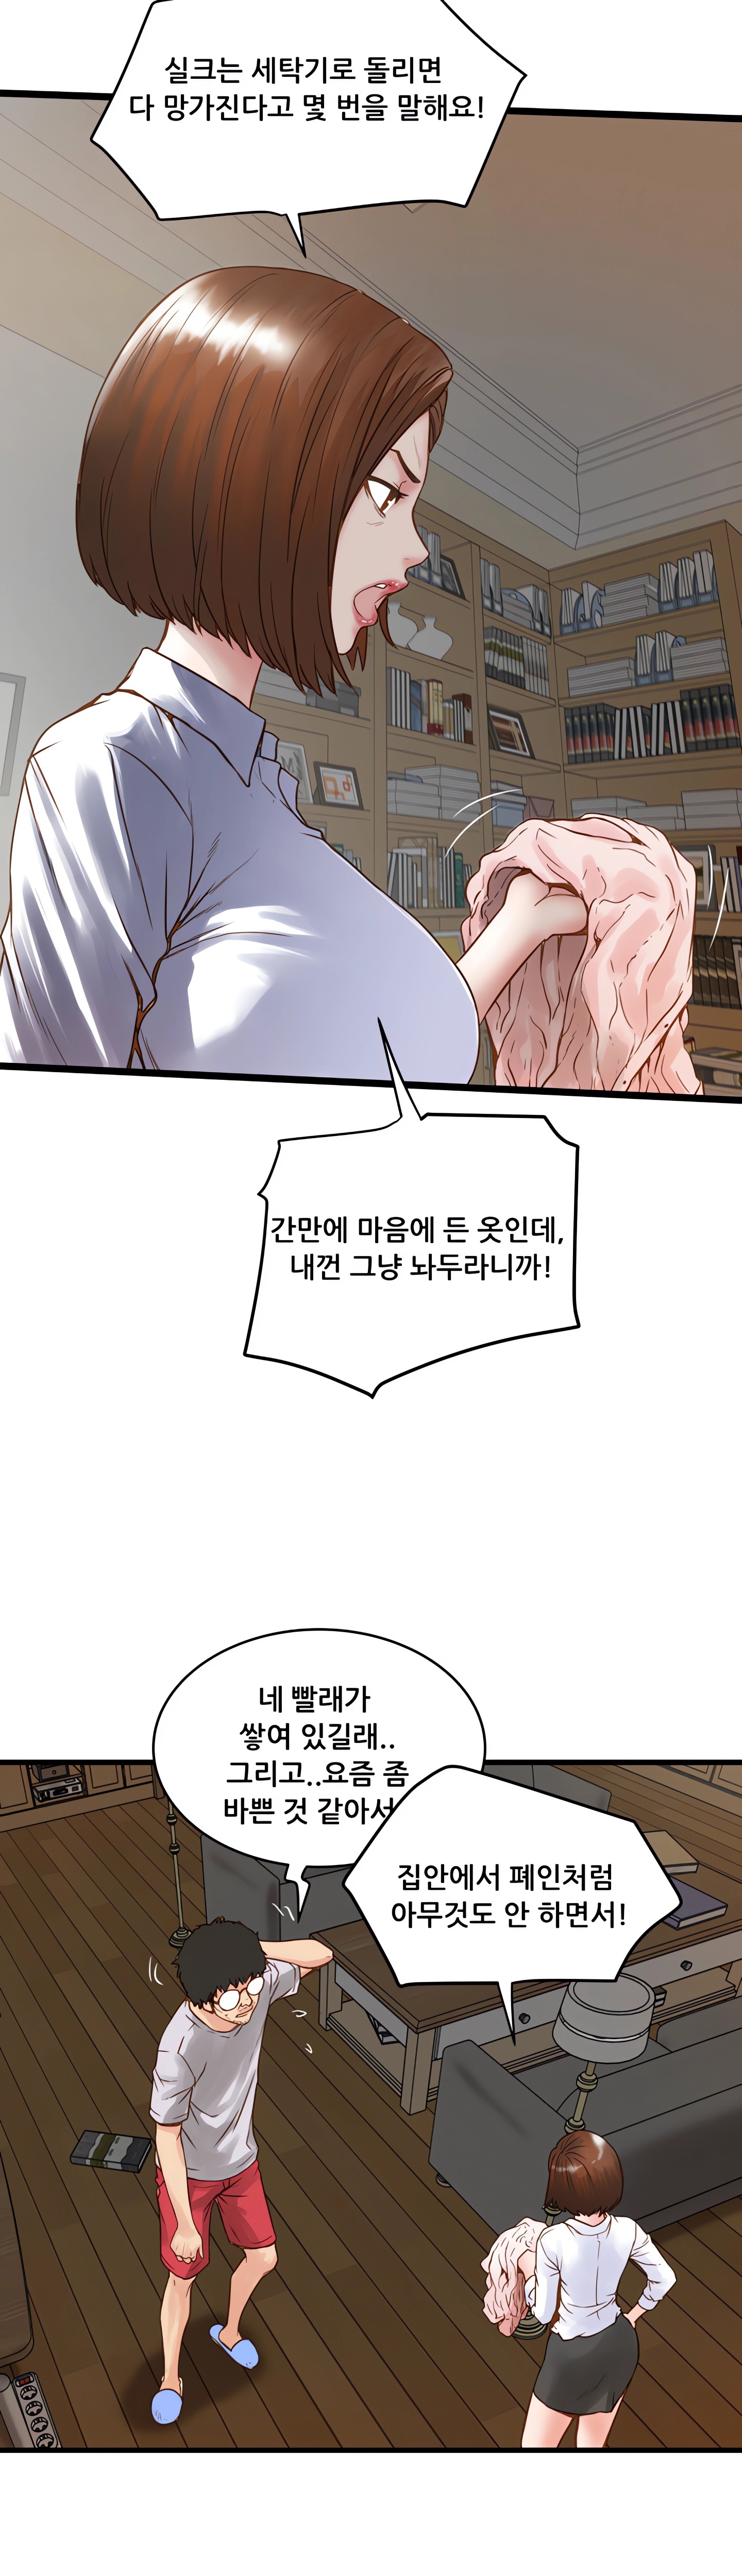 실크는 세탁기로 돌리면
다 망가진다고 몇 번을 말해요!
간만에 마음에 든 옷인데,
내껀 그냥 놔두라니까!
네 빨래가
쌓여 있길래..
그리고..요즘 좀
바쁜 것 같아서
집안에서 폐인처럼
아무것도 안 하면서!